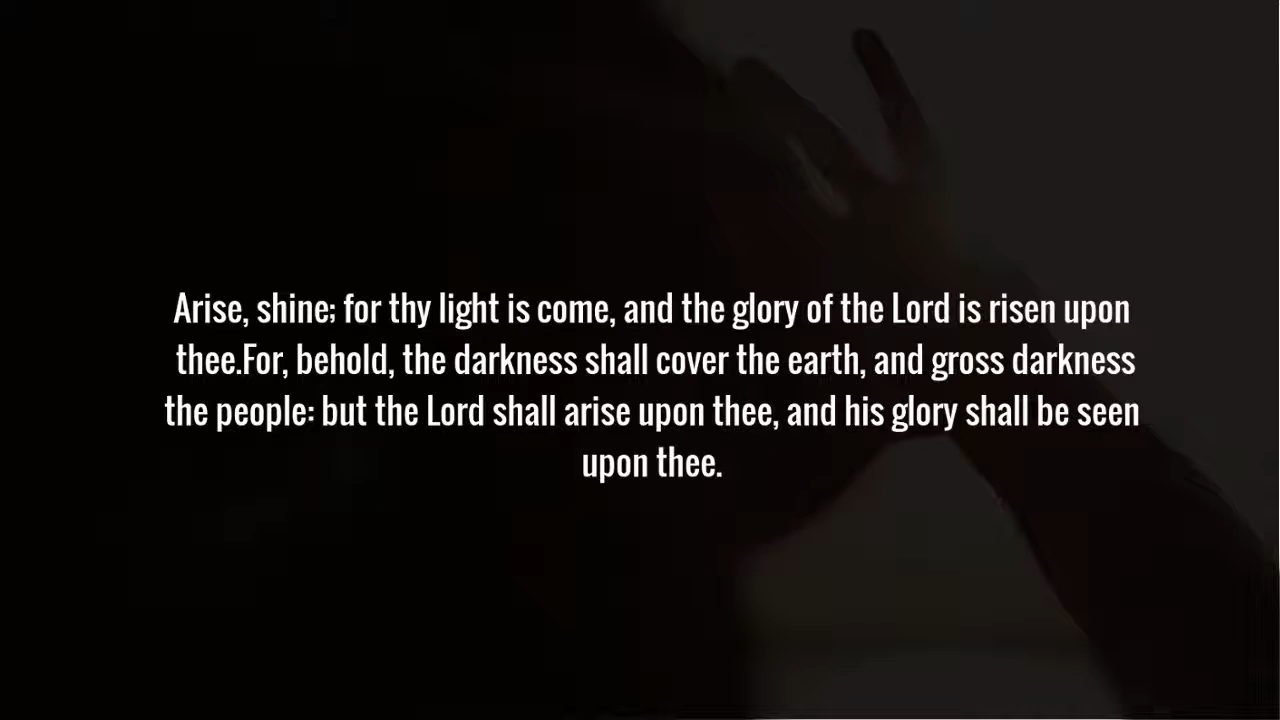 Arise, shine; for thy light is come, and the glory of the Lord is risen upon
thee.For, behold, the darkness shall cover the earth, and gross darkness
the people: but the Lord shall arise upon thee, and his glory shall be seen
upon thee.